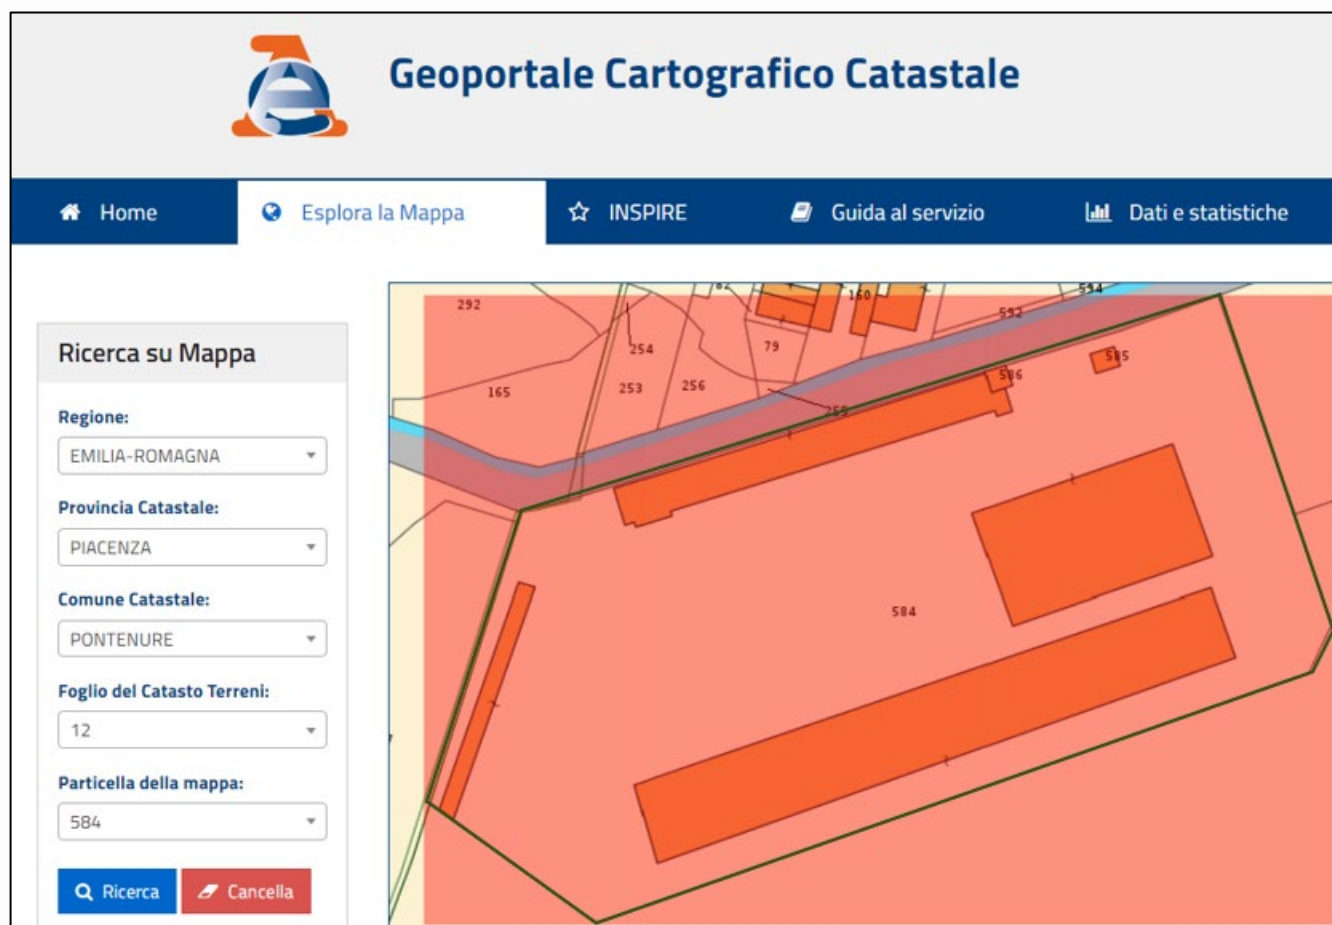 Geoportale Cartografico Catastale
Home
Esplora la Mappa
INSPIRE
Guida al servizio
Dati e statistiche
Ricerca su Mappa
Regione:
EMILIA-ROMAGNA
Provincia Catastale:
PIACENZA
Comune Catastale:
PONTENURE
Foglio del Catasto Terreni:
12
Particella della mappa:
584
Ricerca
Cancella
292
82
160
594
592
254
79
585
165
253
256
586
255
584